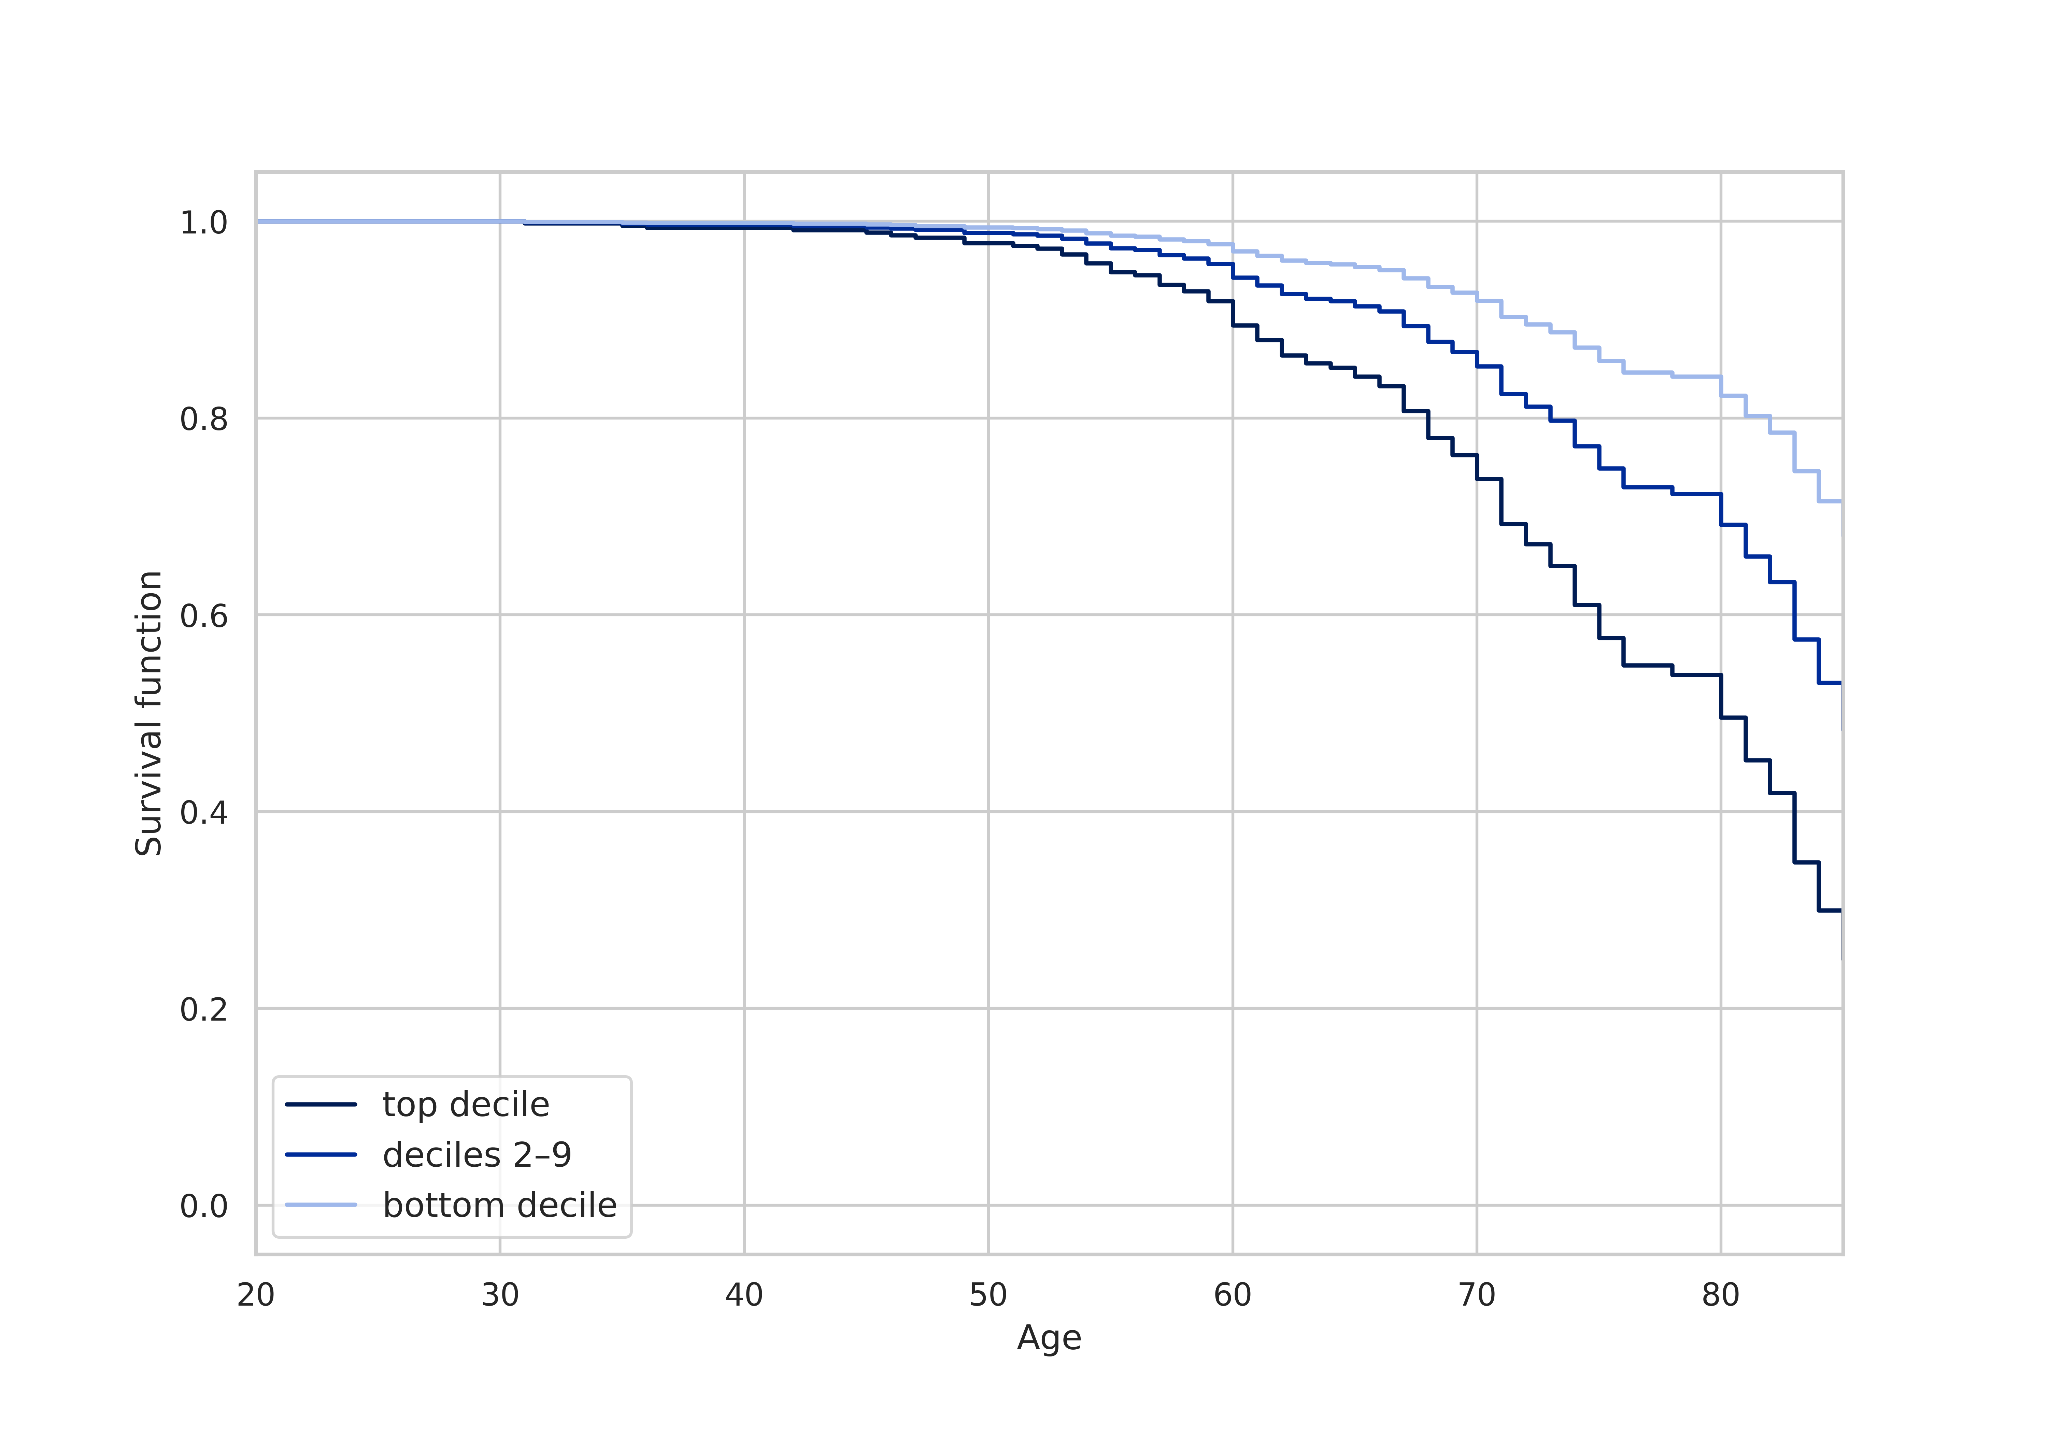 1.0
0.8
0.6
0.4
0.2
0.0
Survival function
top decile
deciles 2–9
bottom decile
20 30 40 50 60 70 80
Age